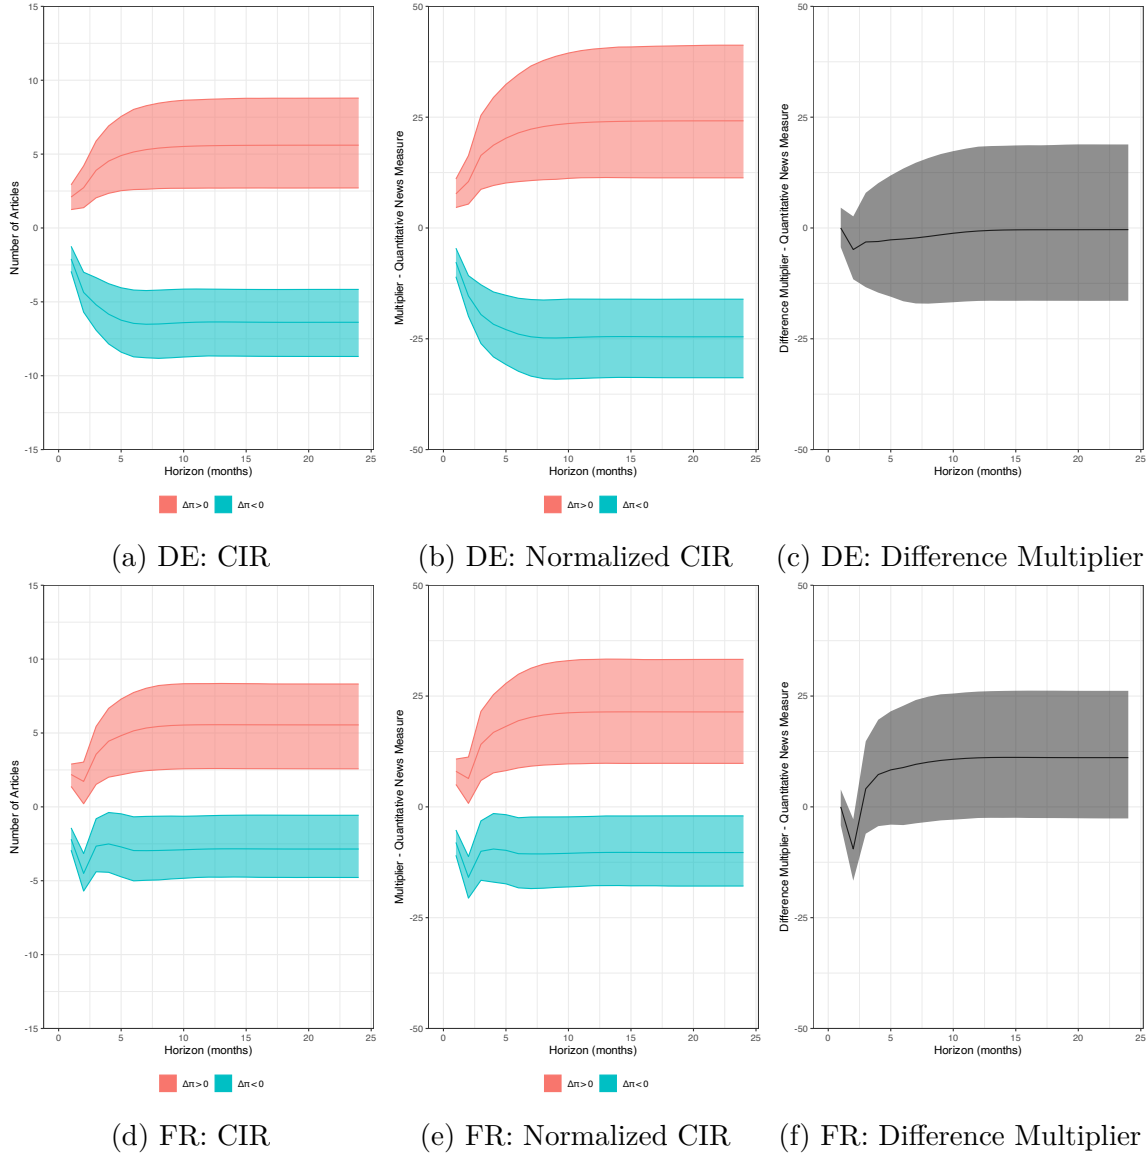 15
10
5
0
-5
-10
-15
Number of Articles
0
5
10
15
20
25
Horizon (months)
Δπ>0
Δπ<0
50
25
0
-25
-50
Multiplier - Quantitative News Measure
0
5
10
15
20
25
Horizon (months)
Δπ>0
Δπ<0
50
25
0
-25
-50
Difference Multiplier - Quantitative News Measure
0
5
10
15
20
25
Horizon (months)
(a) DE: CIR
(b) DE: Normalized CIR
(c) DE: Difference Multiplier
15
10
5
0
-5
-10
-15
Number of Articles
0
5
10
15
20
25
Horizon (months)
Δπ>0
Δπ<0
50
25
0
-25
-50
Multiplier - Quantitative News Measure
0
5
10
15
20
25
Horizon (months)
Δπ>0
Δπ<0
50
25
0
-25
-50
Difference Multiplier - Quantitative News Measure
0
5
10
15
20
25
Horizon (months)
(d) FR: CIR
(e) FR: Normalized CIR
(f) FR: Difference Multiplier